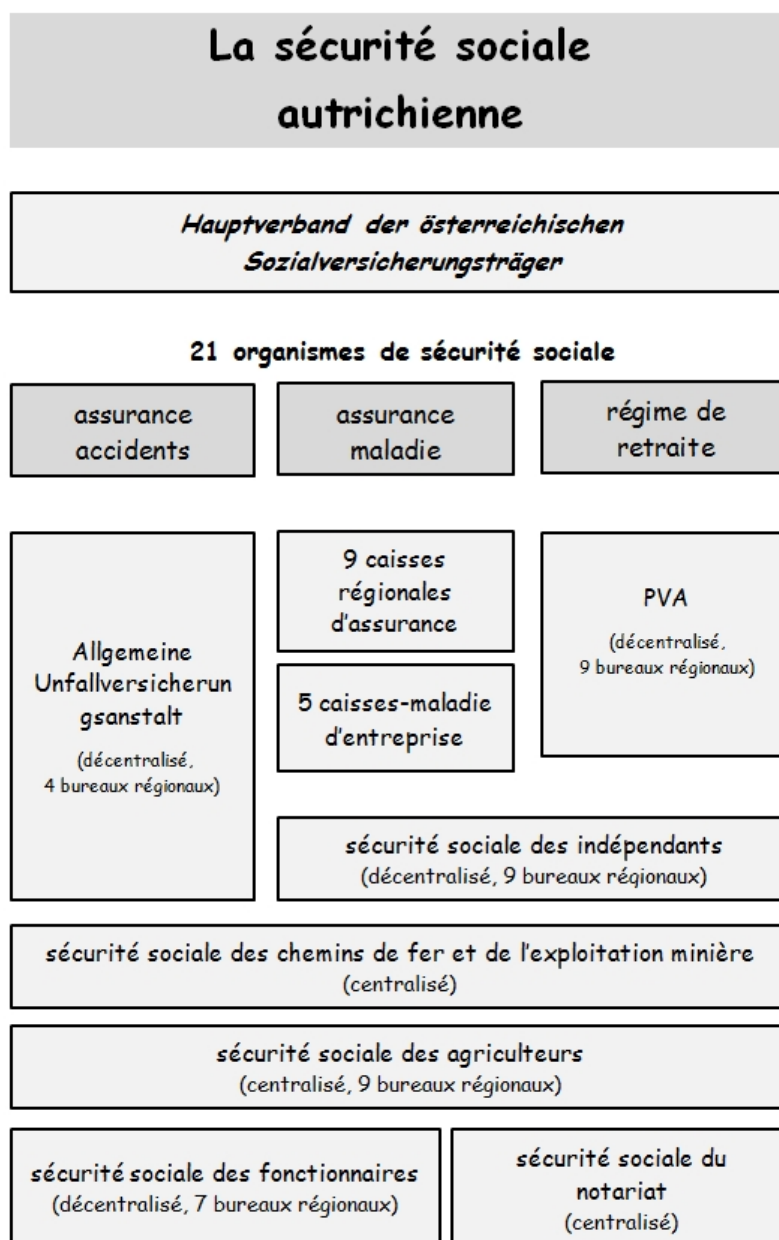 La sécurité sociale
autrichienne
Hauptverband der österreichischen
Sozialversicherungsträger
21 organismes de sécurité sociale
assurance
accidents
assurance
maladie
régime de
retraite
Allgemeine
Unfallversicherun
gsanstalt
(décentralisé,
4 bureaux régionaux)
9 caisses
régionales
d'assurance
5 caisses-maladie
d'entreprise
PVA
(décentralisé,
9 bureaux régionaux)
sécurité sociale des indépendants
(décentralisé, 9 bureaux régionaux)
sécurité sociale des chemins de fer et de l'exploitation minière
(centralisé)
sécurité sociale des agriculteurs
(centralisé, 9 bureaux régionaux)
sécurité sociale des fonctionnaires
(décentralisé, 7 bureaux régionaux)
sécurité sociale du
notariat
(centralisé)